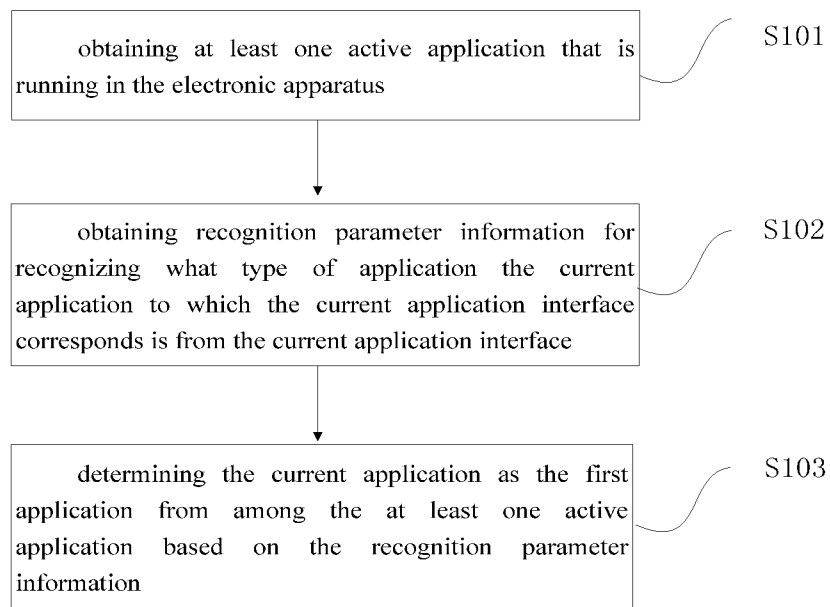 obtaining at least one active application that is
running in the electronic apparatus
S101
obtaining recognition parameter information for
recognizing what type of application the current
application to which the current application interface
corresponds is from the current application interface
S102
determining the current application as the first
application from among the at least one active
application based on the recognition parameter
information
S103